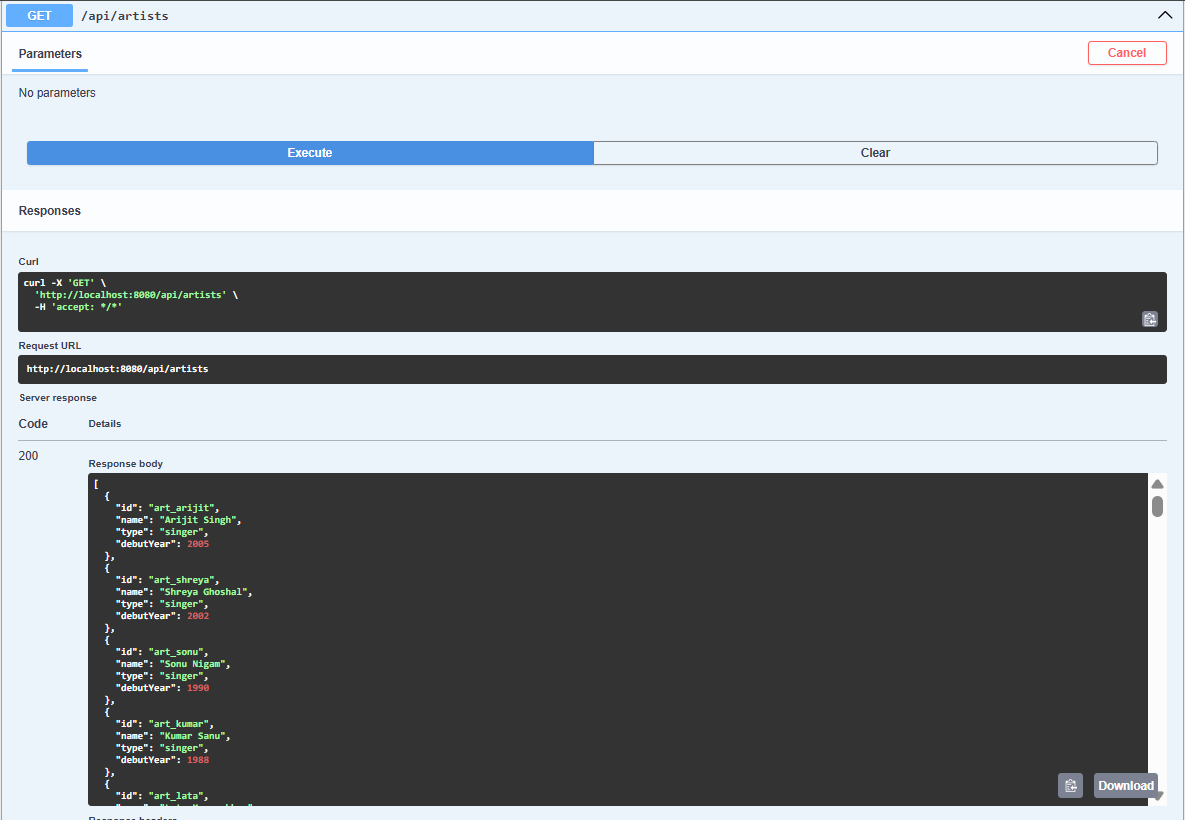 GET /api/artists
Parameters
Cancel
No parameters
Execute
Clear
Responses
Curl
curl -X 'GET' \
  'http://localhost:8080/api/artists' \
  -H 'accept: */*'
Request URL
http://localhost:8080/api/artists
Server response
Code Details
200
Response body
[
  {
    "id": "art_arijit",
    "name": "Arijit Singh",
    "type": "singer",
    "debutYear": 2005
  },
  {
    "id": "art_shreya",
    "name": "Shreya Ghoshal",
    "type": "singer",
    "debutYear": 2002
  },
  {
    "id": "art_sonu",
    "name": "Sonu Nigam",
    "type": "singer",
    "debutYear": 1990
  },
  {
    "id": "art_kumar",
    "name": "Kumar Sanu",
    "type": "singer",
    "debutYear": 1988
  },
  {
    "id": "art_lata",
Download
Response headers